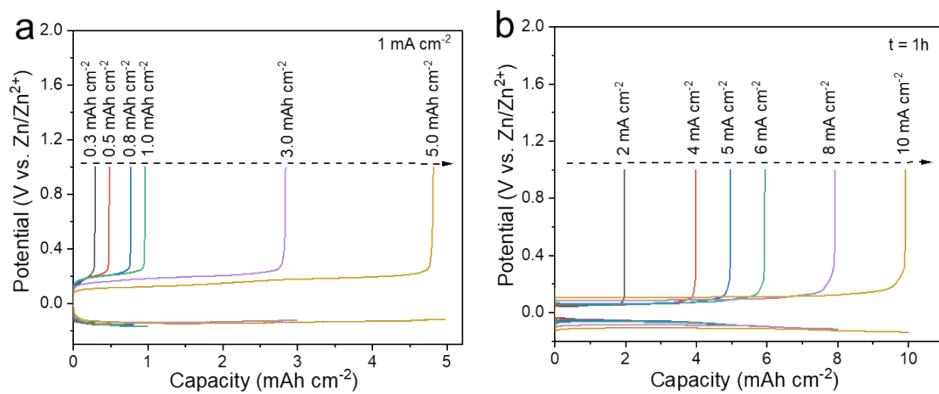 a
1 mA cm⁻²
Potential (V vs. Zn/Zn²⁺)
2.0
1.6
1.2
0.8
0.4
0.0
0.3 mAh cm⁻²
0.5 mAh cm⁻²
0.8 mAh cm⁻²
1.0 mAh cm⁻²
3.0 mAh cm⁻²
5.0 mAh cm⁻²
0 1 2 3 4 5
Capacity (mAh cm⁻²)
b
t = 1h
Potential (V vs. Zn/Zn²⁺)
2.0
1.6
1.2
0.8
0.4
0.0
2 mA cm⁻²
4 mA cm⁻²
5 mA cm⁻²
6 mA cm⁻²
8 mA cm⁻²
10 mA cm⁻²
0 2 4 6 8 10
Capacity (mAh cm⁻²)